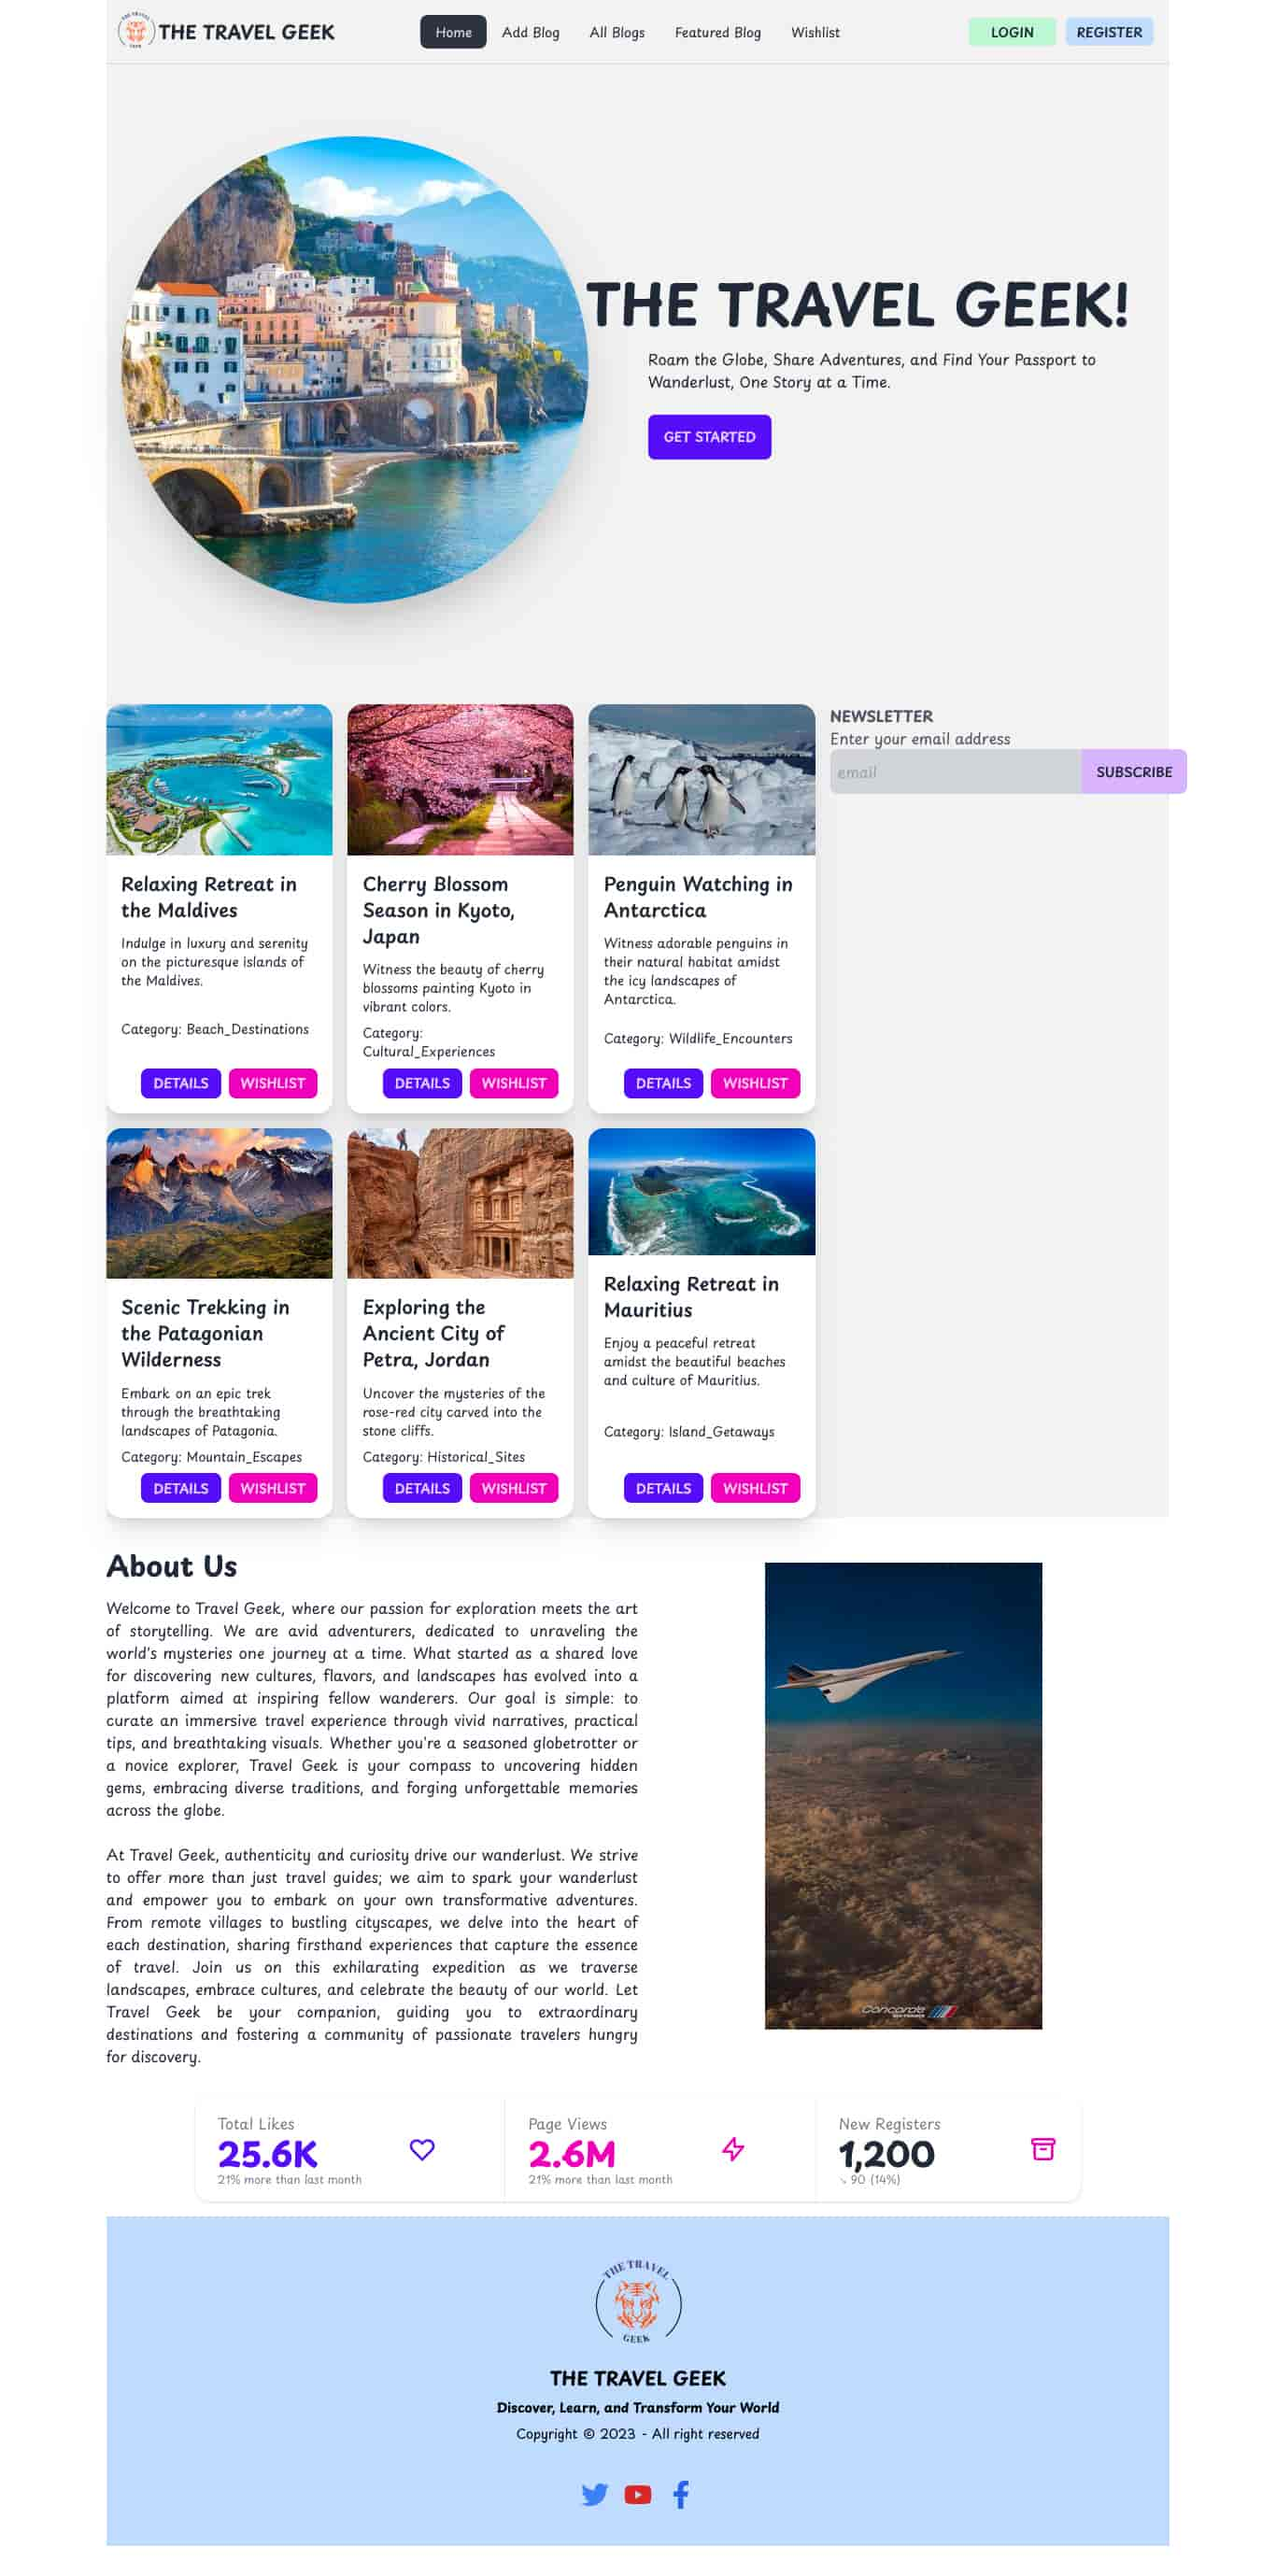 THE TRAVEL GEEK
THE TRAVEL GEEK
Home
Add Blog
All Blogs
Featured Blog
Wishlist
LOGIN
REGISTER
THE TRAVEL GEEK!
Roam the Globe, Share Adventures, and Find Your Passport to
Wanderlust, One Story at a Time.
GET STARTED
Relaxing Retreat in
the Maldives
Indulge in luxury and serenity
on the picturesque islands of
the Maldives.
Category: Beach_Destinations
DETAILS
WISHLIST
Cherry Blossom
Season in Kyoto,
Japan
Witness the beauty of cherry
blossoms painting Kyoto in
vibrant colors.
Category:
Cultural_Experiences
DETAILS
WISHLIST
Penguin Watching in
Antarctica
Witness adorable penguins in
their natural habitat amidst
the icy landscapes of
Antarctica.
Category: Wildlife_Encounters
DETAILS
WISHLIST
NEWSLETTER
Enter your email address
email
SUBSCRIBE
Scenic Trekking in
the Patagonian
Wilderness
Embark on an epic trek
through the breathtaking
landscapes of Patagonia.
Category: Mountain_Escapes
DETAILS
WISHLIST
Exploring the
Ancient City of
Petra, Jordan
Uncover the mysteries of the
rose-red city carved into the
stone cliffs.
Category: Historical_Sites
DETAILS
WISHLIST
Relaxing Retreat in
Mauritius
Enjoy a peaceful retreat
amidst the beautiful beaches
and culture of Mauritius.
Category: Island_Getaways
DETAILS
WISHLIST
About Us
Welcome to Travel Geek, where our passion for exploration meets the art
of storytelling. We are avid adventurers, dedicated to unraveling the
world's mysteries one journey at a time. What started as a shared love
for discovering new cultures, flavors, and landscapes has evolved into a
platform aimed at inspiring fellow wanderers. Our goal is simple: to
curate an immersive travel experience through vivid narratives, practical
tips, and breathtaking visuals. Whether you're a seasoned globetrotter or
a novice explorer, Travel Geek is your compass to uncovering hidden
gems, embracing diverse traditions, and forging unforgettable memories
across the globe.
At Travel Geek, authenticity and curiosity drive our wanderlust. We strive
to offer more than just travel guides; we aim to spark your wanderlust
and empower you to embark on your own transformative adventures.
From remote villages to bustling cityscapes, we delve into the heart of
each destination, sharing firsthand experiences that capture the essence
of travel. Join us on this exhilarating expedition as we traverse
landscapes, embrace cultures, and celebrate the beauty of our world. Let
Travel Geek be your companion, guiding you to extraordinary
destinations and fostering a community of passionate travelers hungry
for discovery.
Concorde
Total Likes
25.6K
21% more than last month
Page Views
2.6M
21% more than last month
New Registers
1,200
↘ 90 (14%)
THE TRAVEL
GEEK
THE TRAVEL GEEK
Discover, Learn, and Transform Your World
Copyright © 2023 - All right reserved